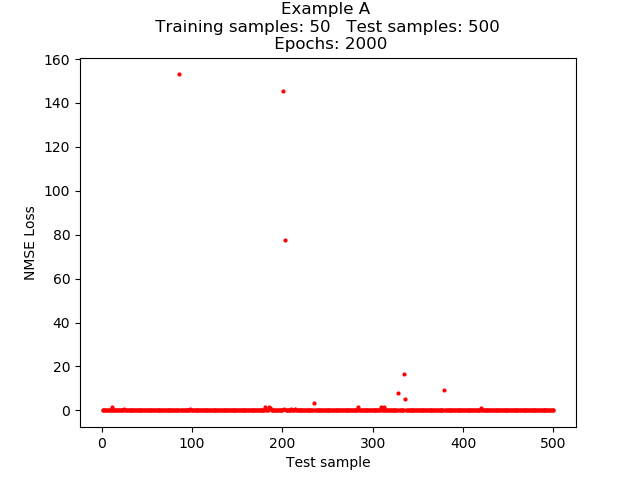 Example A
Training samples: 50 Test samples: 500
Epochs: 2000
160
140
120
100
80
60
40
20
0
NMSE Loss
0 100 200 300 400 500
Test sample